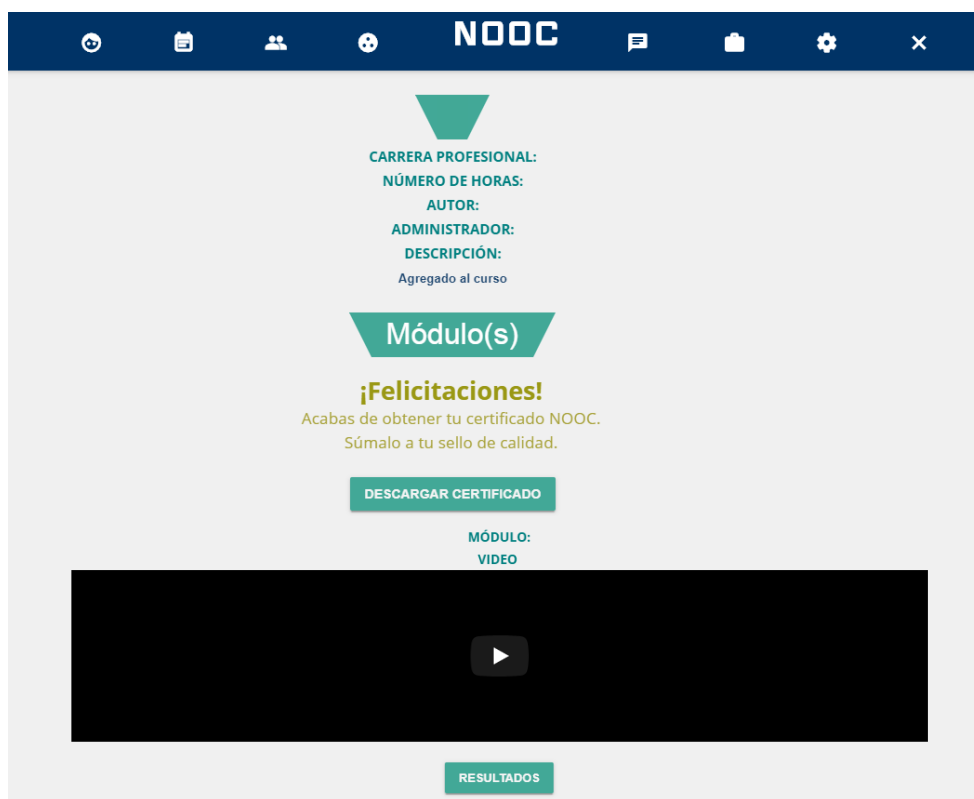 NOOC
CARRERA PROFESIONAL:
NÚMERO DE HORAS:
AUTOR:
ADMINISTRADOR:
DESCRIPCIÓN:
Agregado al curso
Módulo(s)
¡Felicitaciones!
Acabas de obtener tu certificado NOOC.
Súmalo a tu sello de calidad.
DESCARGAR CERTIFICADO
MÓDULO:
VIDEO
RESULTADOS